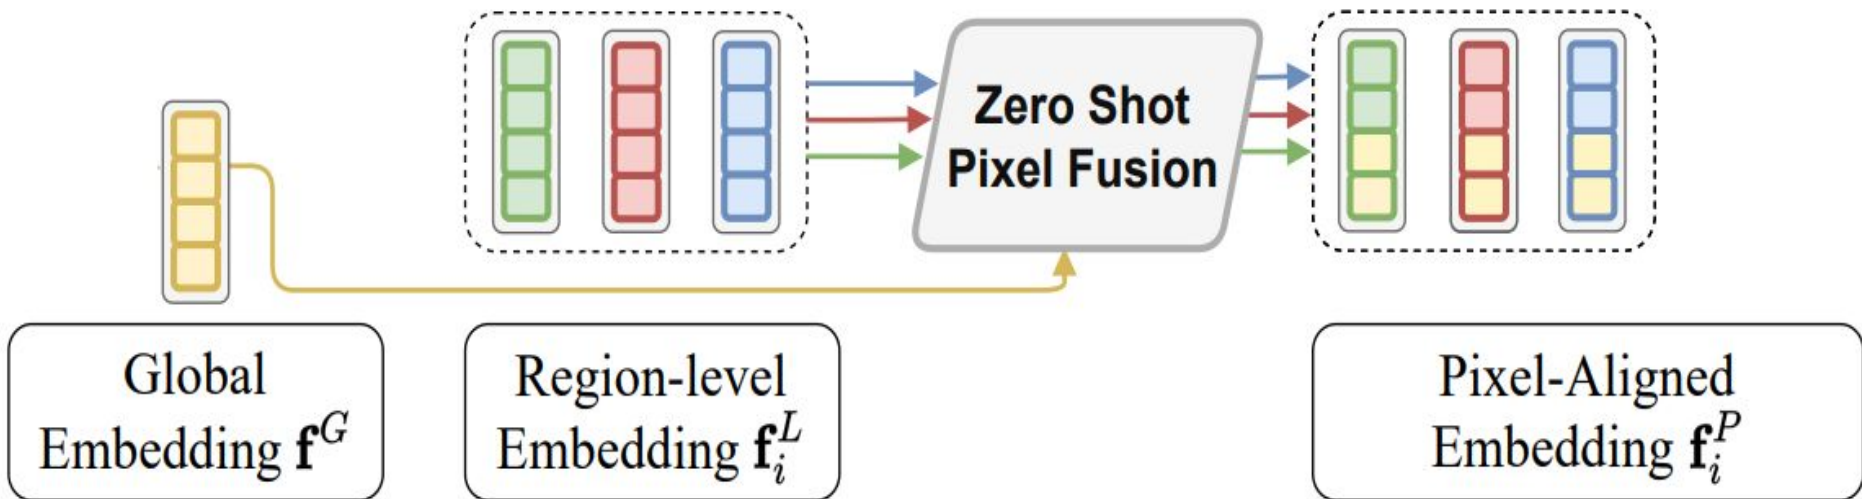 Zero Shot
Pixel Fusion
Global
Embedding f^G
Region-level
Embedding f_i^L
Pixel-Aligned
Embedding f_i^P